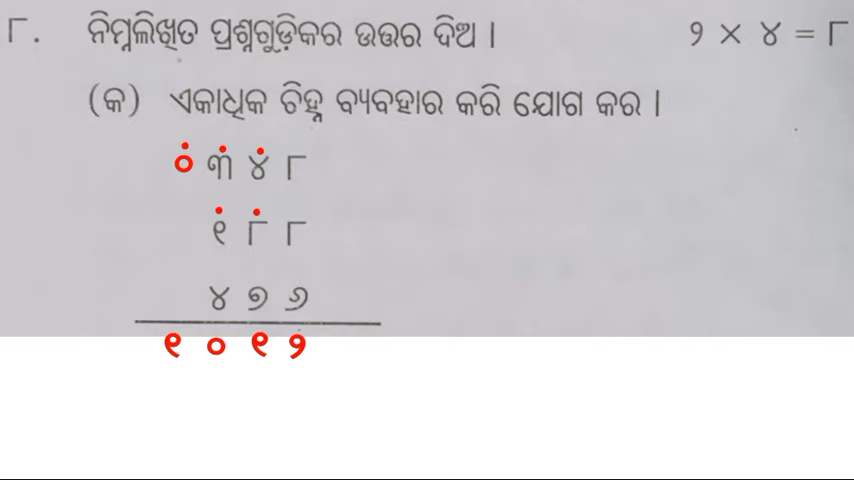 ୮. ନିମ୍ନଲିଖିତ ପ୍ରଶ୍ନଗୁଡ଼ିକର ଉତ୍ତର ଦିଅ । ୨ × ୪ = ୮
(କ) ଏକାଧିକ ଚିହ୍ନ ବ୍ୟବହାର କରି ଯୋଗ କର ।
୦ ୩ ୪ ୮
୧ ୮ ୮
୪ ୭ ୬
୧ ୦ ୧ ୨